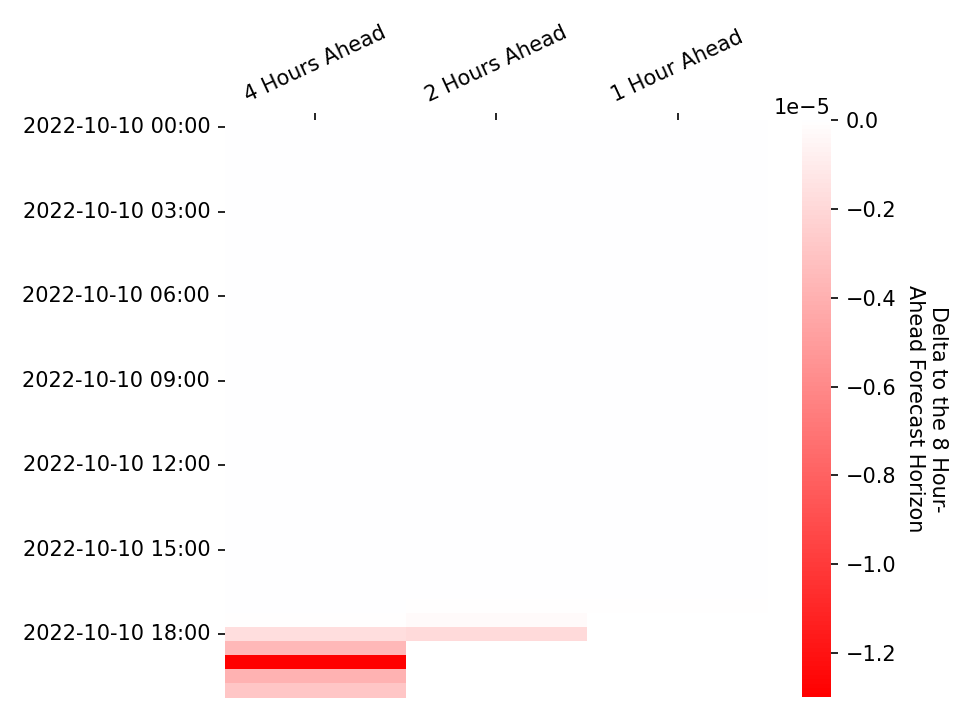 4 Hours Ahead
2 Hours Ahead
1 Hour Ahead
2022-10-10 00:00
2022-10-10 03:00
2022-10-10 06:00
2022-10-10 09:00
2022-10-10 12:00
2022-10-10 15:00
2022-10-10 18:00
1e−5
0.0
−0.2
−0.4
−0.6
−0.8
−1.0
−1.2
Delta to the 8 Hour-
Ahead Forecast Horizon